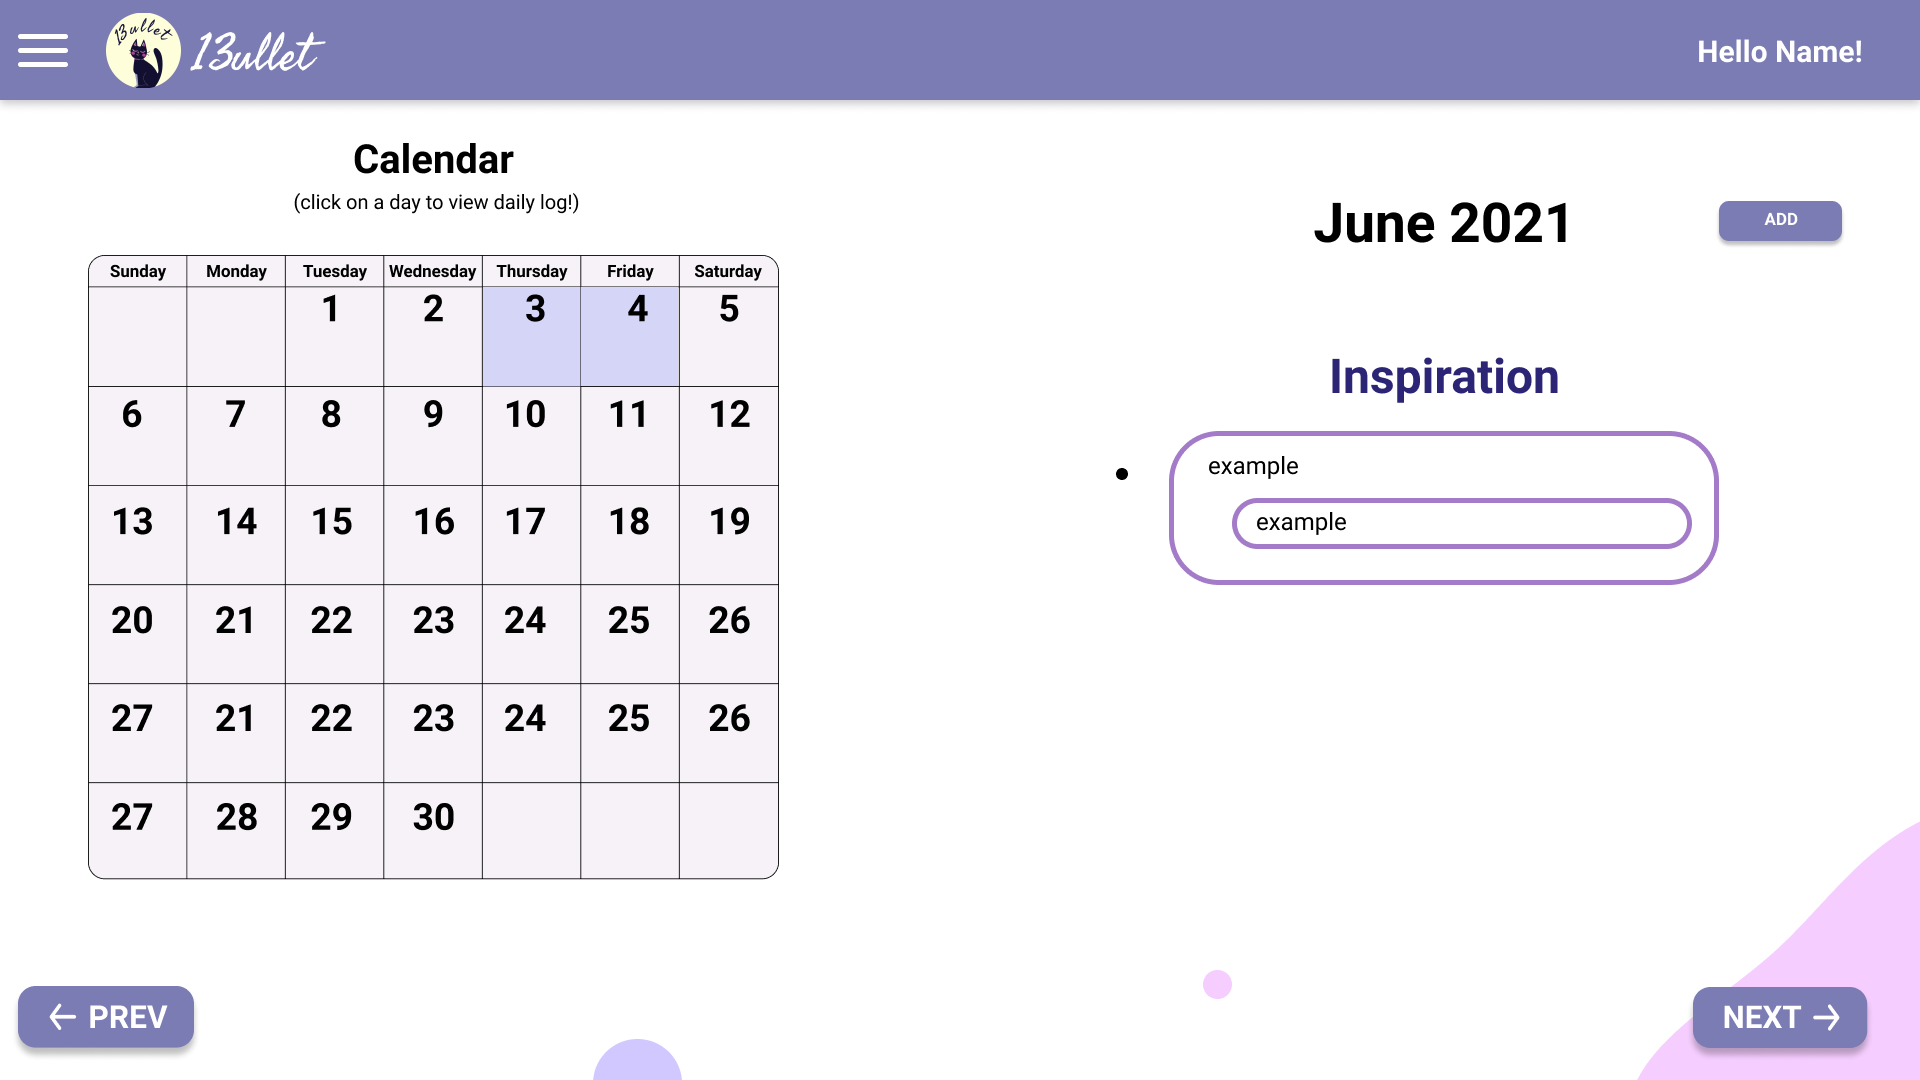 13ullet
13ullet
Hello Name!
Calendar
(click on a day to view daily log!)
Sunday Monday Tuesday Wednesday Thursday Friday Saturday
1 2 3 4 5
6 7 8 9 10 11 12
13 14 15 16 17 18 19
20 21 22 23 24 25 26
27 21 22 23 24 25 26
27 28 29 30
June 2021
ADD
Inspiration
example
example
← PREV
NEXT →